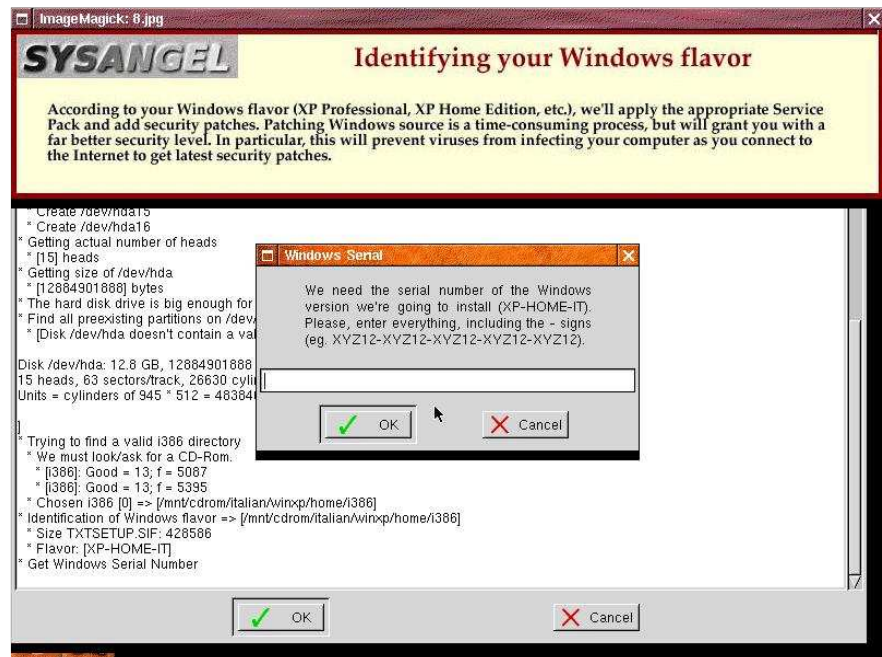 ImageMagick: 8.jpg
SYSANGEL
Identifying your Windows flavor
According to your Windows flavor (XP Professional, XP Home Edition, etc.), we'll apply the appropriate Service
Pack and add security patches. Patching Windows source is a time-consuming process, but will grant you with a
far better security level. In particular, this will prevent viruses from infecting your computer as you connect to
the Internet to get latest security patches.
* Create /dev/hda15
* Create /dev/hda16
* Getting actual number of heads
* [15] heads
* Getting size of /dev/hda
* [12884901888] bytes
* The hard disk drive is big enough for
* Find all preexisting partitions on /dev/
* [Disk /dev/hda doesn't contain a val
Disk /dev/hda: 12.8 GB, 12884901888
15 heads, 63 sectors/track, 26630 cylin
Units = cylinders of 945 * 512 = 483840
]
* Trying to find a valid i386 directory
* We must look/ask for a CD-Rom.
* [i386]: Good = 13; f = 5087
* [i386]: Good = 13; f = 5395
* Chosen i386 [0] => [/mnt/cdrom/italian/winxp/home/i386]
* Identification of Windows flavor => [/mnt/cdrom/italian/winxp/home/i386]
* Size TXTSETUP.SIF: 428586
* Flavor: [XP-HOME-IT]
* Get Windows Serial Number
Windows Serial
We need the serial number of the Windows
version we're going to install (XP-HOME-IT).
Please, enter everything, including the - signs
(eg. XYZ12-XYZ12-XYZ12-XYZ12-XYZ12).
OK
Cancel
OK
Cancel